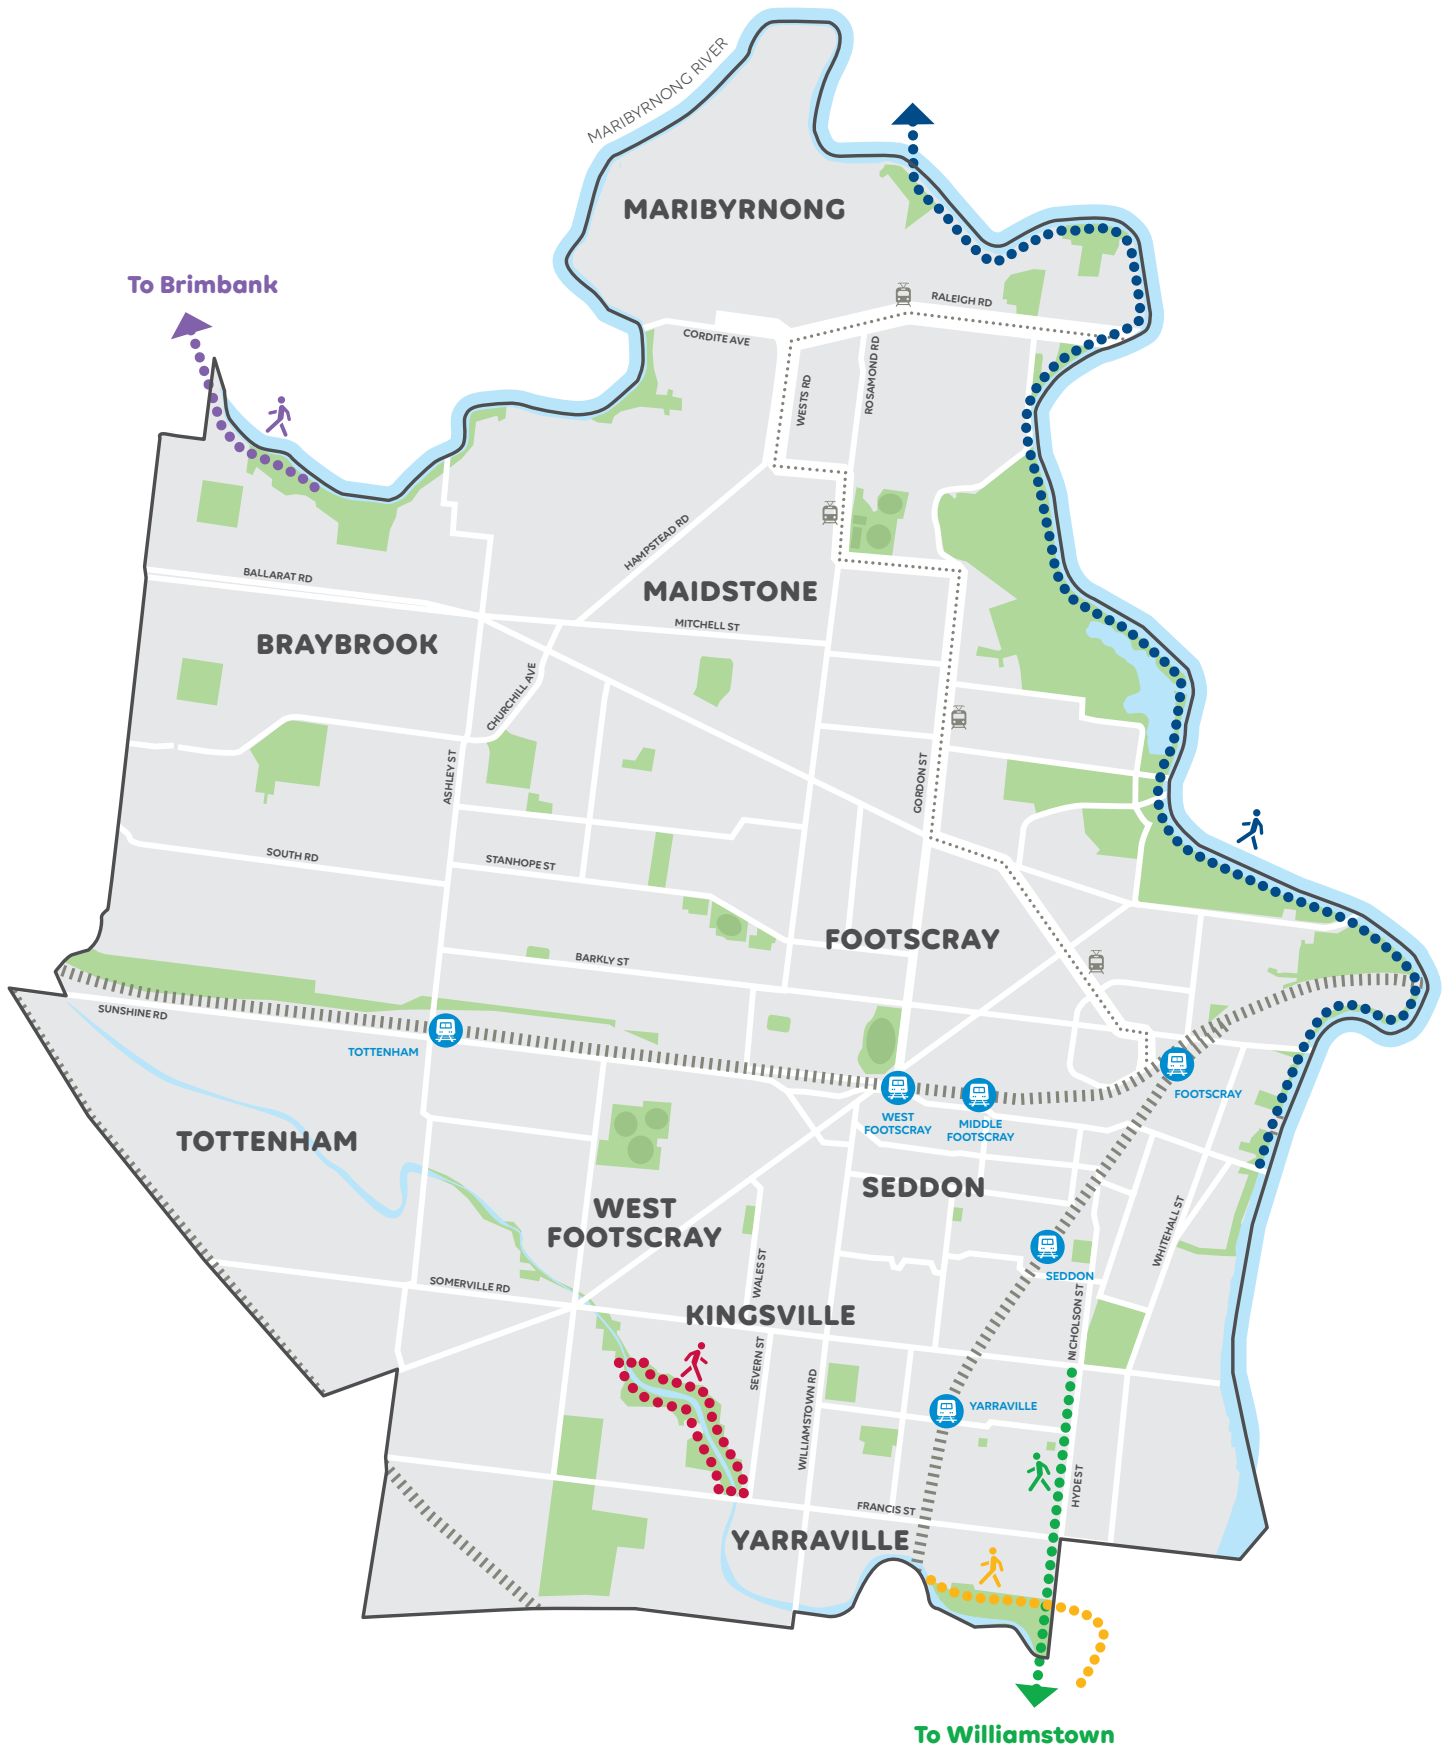 MARIBYRNONG RIVER
MARIBYRNONG
To Brimbank
RALEIGH RD
CORDITE AVE
ROSAMOND RD
WESTS RD
HAMPSTEAD RD
BALLARAT RD
MAIDSTONE
MITCHELL ST
BRAYBROOK
CHURCHILL AVE
ASHLEY ST
GORDON ST
SOUTH RD
STANHOPE ST
FOOTSCRAY
BARKLY ST
SUNSHINE RD
TOTTENHAM
FOOTSCRAY
WEST
FOOTSCRAY
MIDDLE
FOOTSCRAY
TOTTENHAM
SEDDON
WEST
FOOTSCRAY
WHITEHALL ST
WALES ST
SEDDON
SOMERVILLE RD
KINGSVILLE
NICHOLSON ST
SEVERN ST
WILLIAMSTOWN RD
YARRAVILLE
HYDE ST
FRANCIS ST
YARRAVILLE
To Williamstown